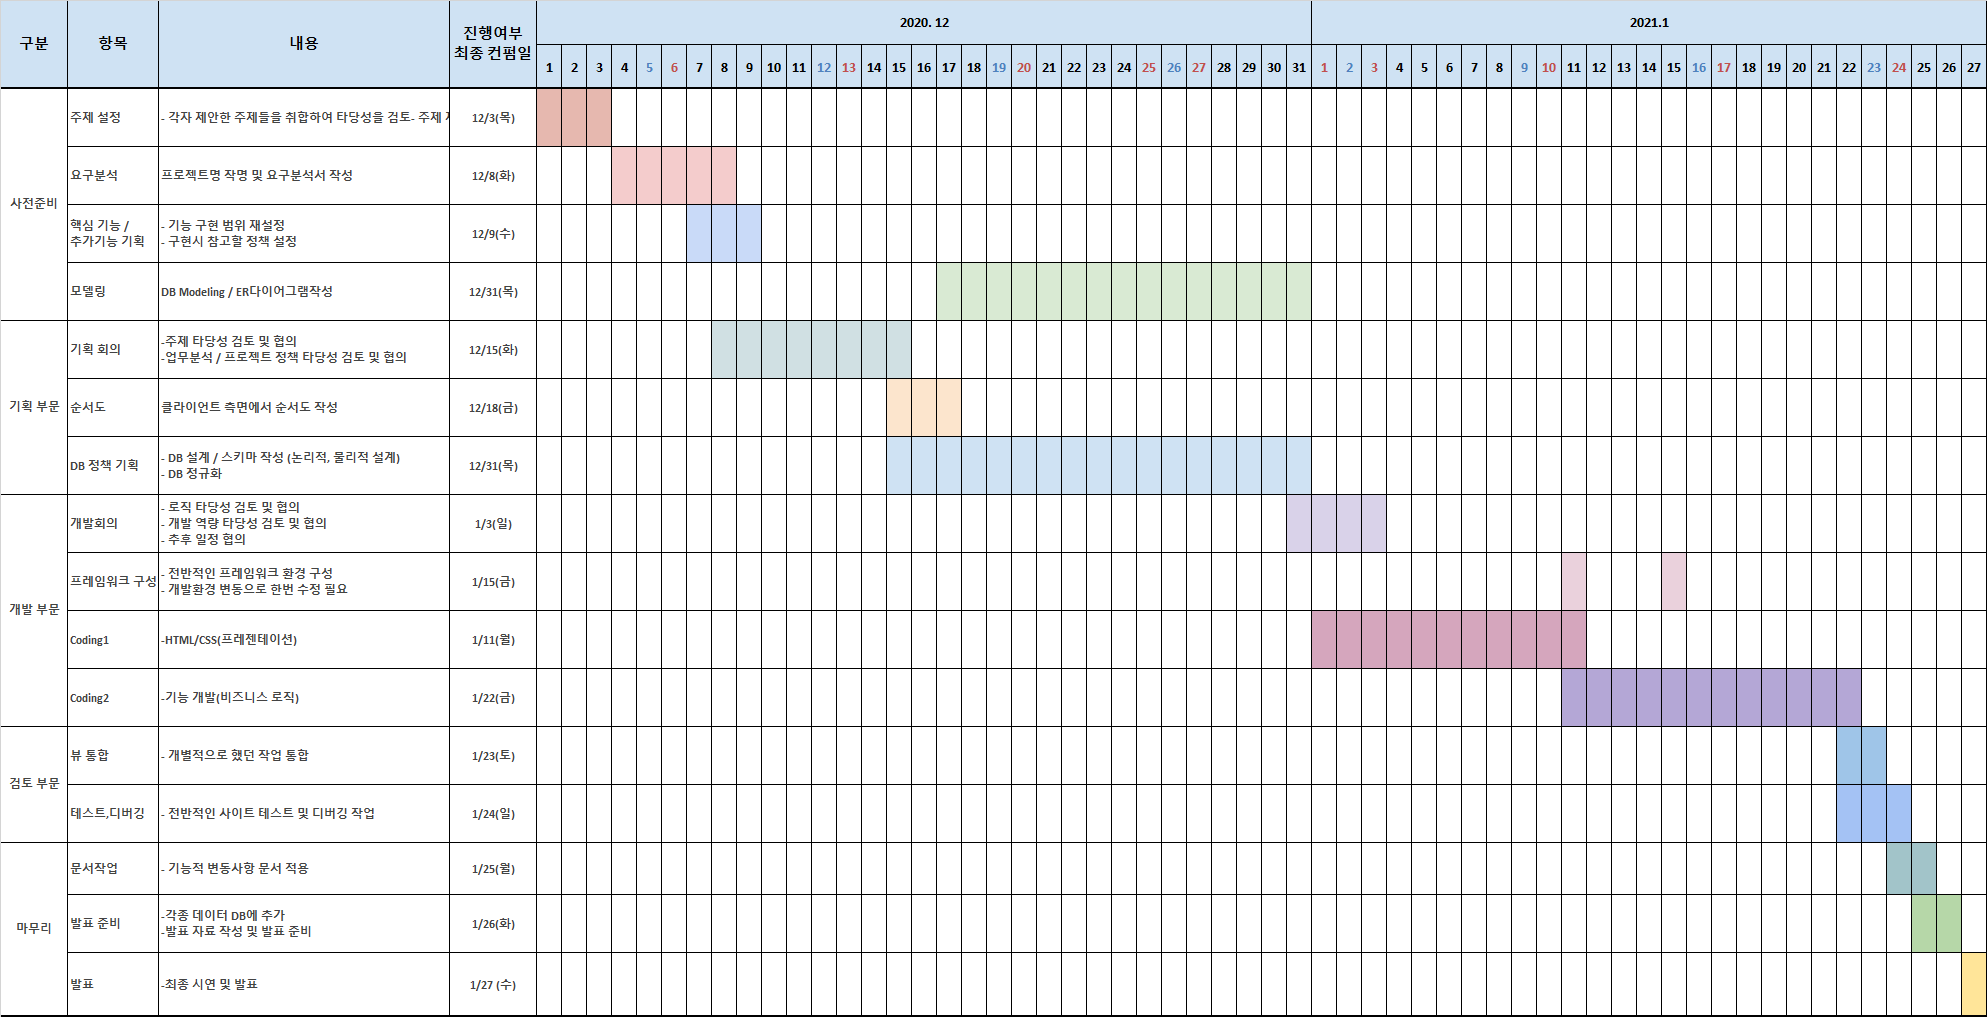 구분
항목
내용
진행여부
최종 컨펌일
2020. 12
2021.1
1 2 3 4 5 6 7 8 9 10 11 12 13 14 15 16 17 18 19 20 21 22 23 24 25 26 27 28 29 30 31 1 2 3 4 5 6 7 8 9 10 11 12 13 14 15 16 17 18 19 20 21 22 23 24 25 26 27
사전준비
주제 설정
- 각자 제안한 주제들을 취합하여 타당성을 검토- 주제
12/3(목)
요구분석
프로젝트명 작명 및 요구분석서 작성
12/8(화)
핵심 기능 /
추가기능 기획
- 기능 구현 범위 재설정
- 구현시 참고할 정책 설정
12/9(수)
모델링
DB Modeling / ER다이어그램작성
12/31(목)
기획 부문
기획 회의
-주제 타당성 검토 및 협의
-업무분석 / 프로젝트 정책 타당성 검토 및 협의
12/15(화)
순서도
클라이언트 측면에서 순서도 작성
12/18(금)
DB 정책 기획
- DB 설계 / 스키마 작성 (논리적, 물리적 설계)
- DB 정규화
12/31(목)
개발 부문
개발회의
- 로직 타당성 검토 및 협의
- 개발 역량 타당성 검토 및 협의
- 추후 일정 협의
1/3(일)
프레임워크 구성
- 전반적인 프레임워크 환경 구성
- 개발환경 변동으로 한번 수정 필요
1/15(금)
Coding1
-HTML/CSS(프레젠테이션)
1/11(월)
Coding2
-기능 개발(비즈니스 로직)
1/22(금)
검토 부문
뷰 통합
- 개별적으로 했던 작업 통합
1/23(토)
테스트,디버깅
- 전반적인 사이트 테스트 및 디버깅 작업
1/24(일)
마무리
문서작업
- 기능적 변동사항 문서 적용
1/25(월)
발표 준비
-각종 데이터 DB에 추가
-발표 자료 작성 및 발표 준비
1/26(화)
발표
-최종 시연 및 발표
1/27 (수)